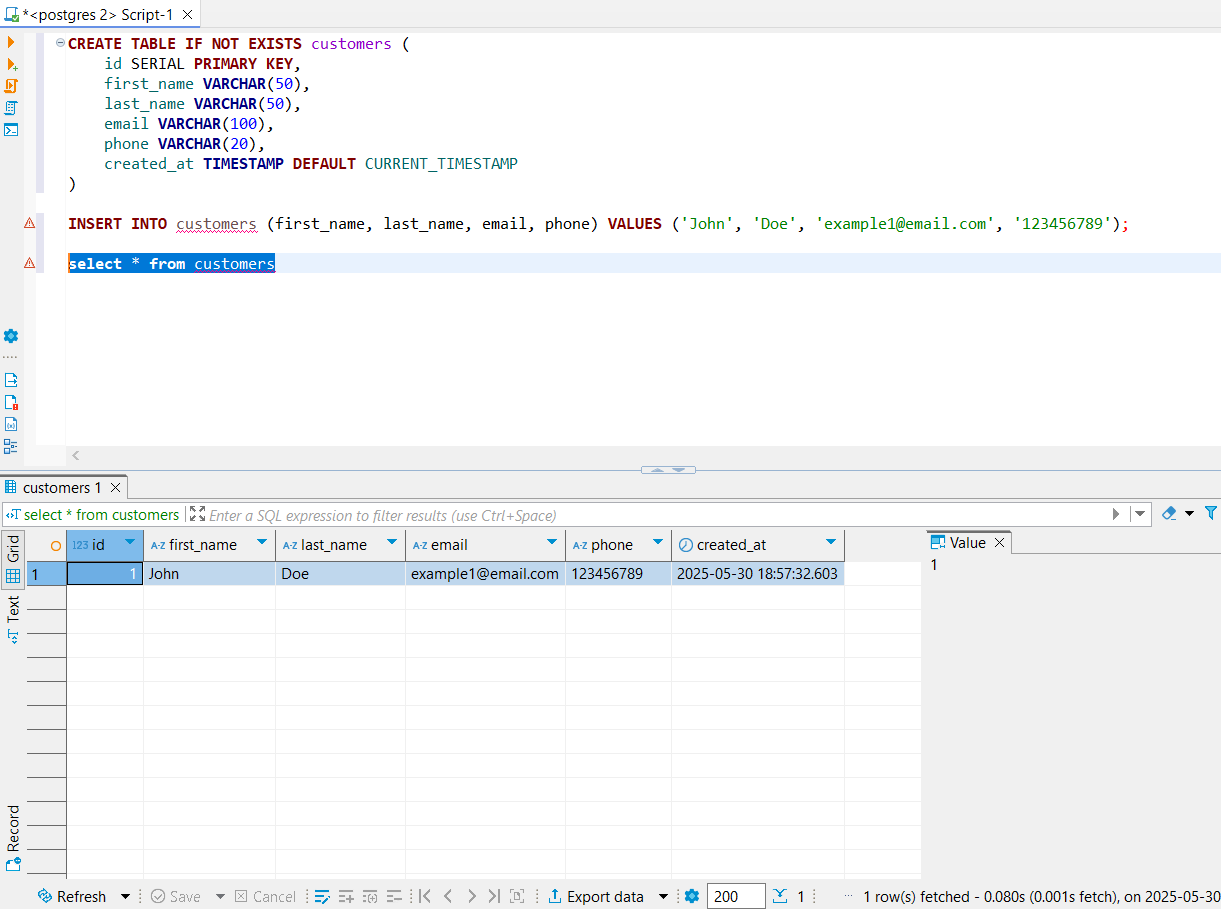 *<postgres 2> Script-1
CREATE TABLE IF NOT EXISTS customers (
id SERIAL PRIMARY KEY,
first_name VARCHAR(50),
last_name VARCHAR(50),
email VARCHAR(100),
phone VARCHAR(20),
created_at TIMESTAMP DEFAULT CURRENT_TIMESTAMP
)
INSERT INTO customers (first_name, last_name, email, phone) VALUES ('John', 'Doe', 'example1@email.com', '123456789');
select * from customers
customers 1
select * from customers Enter a SQL expression to filter results (use Ctrl+Space)
Grid
Text
Record
123 id A-Z first_name A-Z last_name A-Z email A-Z phone created_at
1 1 John Doe example1@email.com 123456789 2025-05-30 18:57:32.603
Value
1
Refresh Save Cancel Export data 200 1 ... 1 row(s) fetched - 0.080s (0.001s fetch), on 2025-05-30